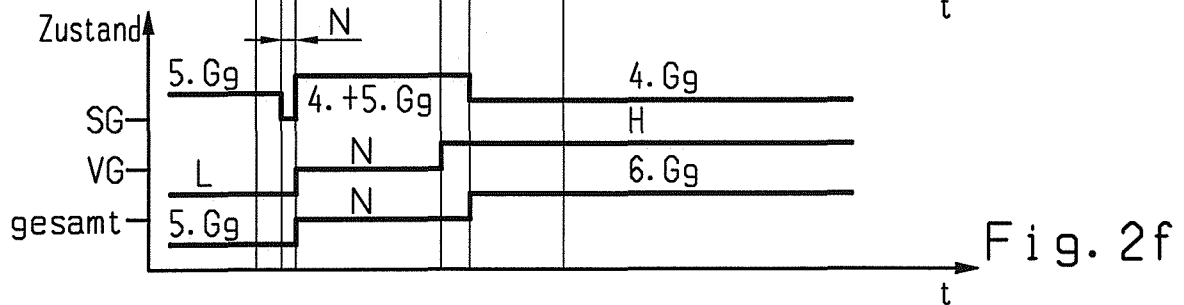 t
Zustand
N
5.Gg
4.+5.Gg
4.Gg
SG
H
N
VG
L
6.Gg
N
gesamt
5.Gg
Fig. 2f
t